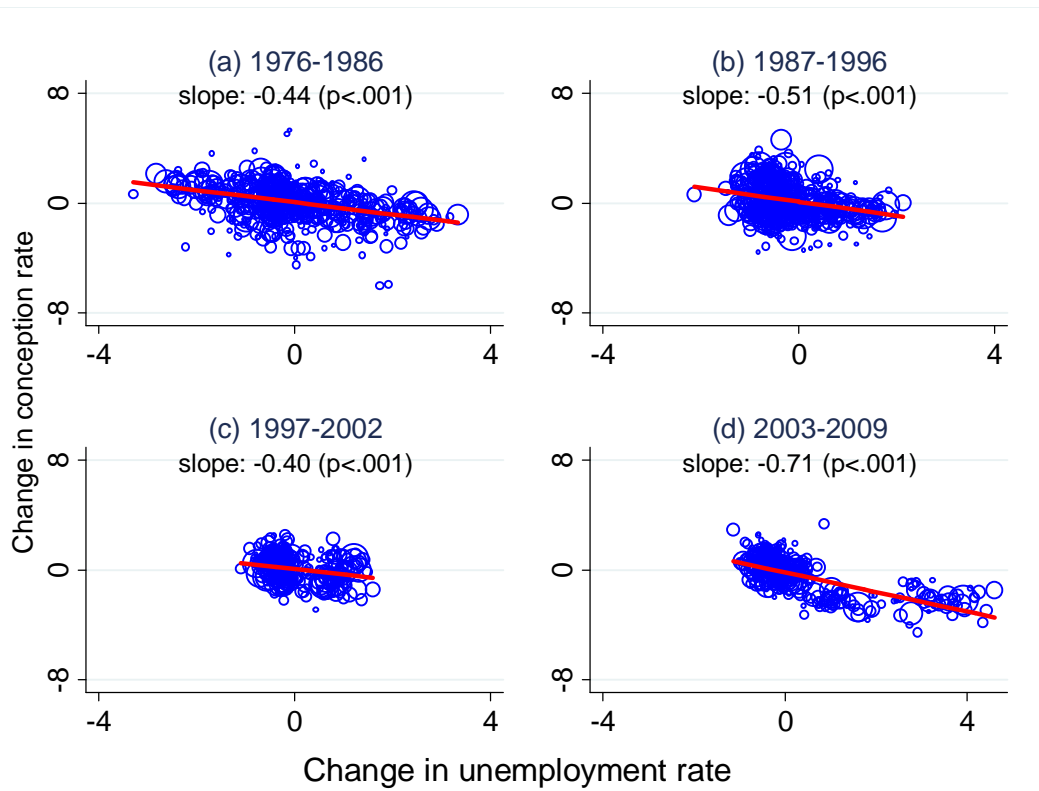 (a) 1976-1986
slope: -0.44 (p<.001)
8
0
-8
-4 0 4
(b) 1987-1996
slope: -0.51 (p<.001)
8
0
-8
-4 0 4
(c) 1997-2002
slope: -0.40 (p<.001)
8
0
-8
-4 0 4
(d) 2003-2009
slope: -0.71 (p<.001)
8
0
-8
-4 0 4
Change in conception rate
Change in unemployment rate